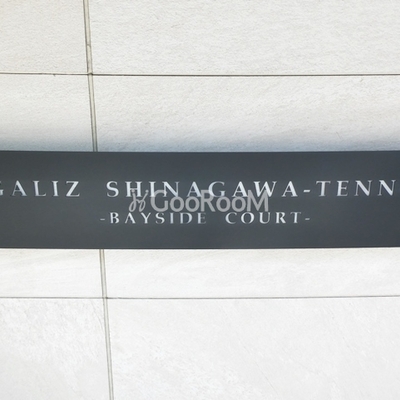 GALIZ SHINAGAWA-TENN
GooRooM
-BAYSIDE COURT-